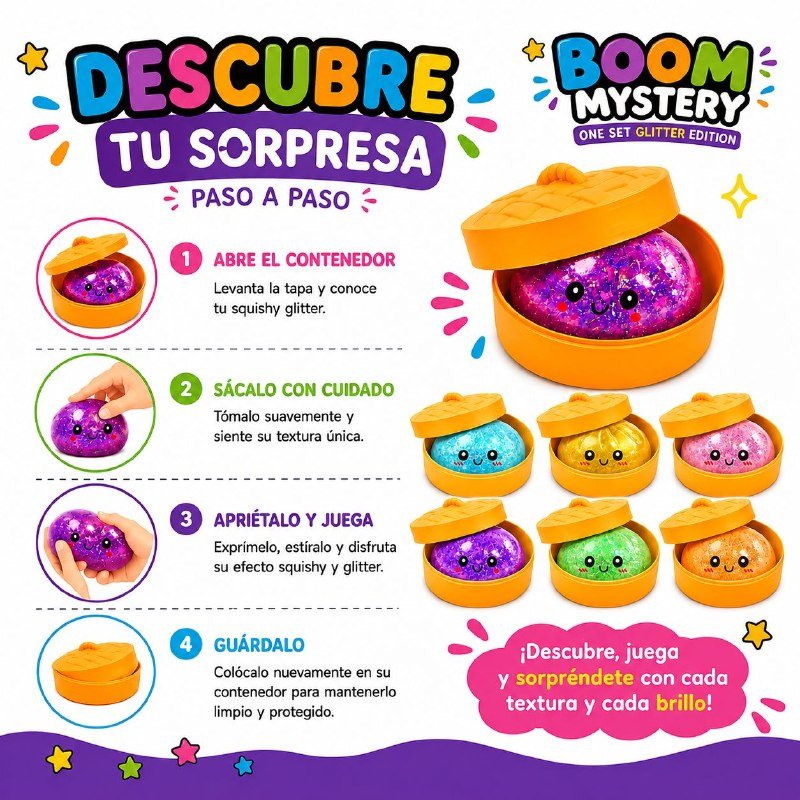 DESCUBRE
TU SORPRESA
PASO A PASO
BOOM
MYSTERY
ONE SET GLITTER EDITION
1 ABRE EL CONTENEDOR
Levanta la tapa y conoce
tu squishy glitter.
2 SÁCALO CON CUIDADO
Tómalo suavemente y
siente su textura única.
3 APRIÉTALO Y JUEGA
Exprímelo, estíralo y disfruta
su efecto squishy y glitter.
4 GUÁRDALO
Colócalo nuevamente en su
contenedor para mantenerlo
limpio y protegido.
¡Descubre, juega
y sorpréndete con cada
textura y cada brillo!